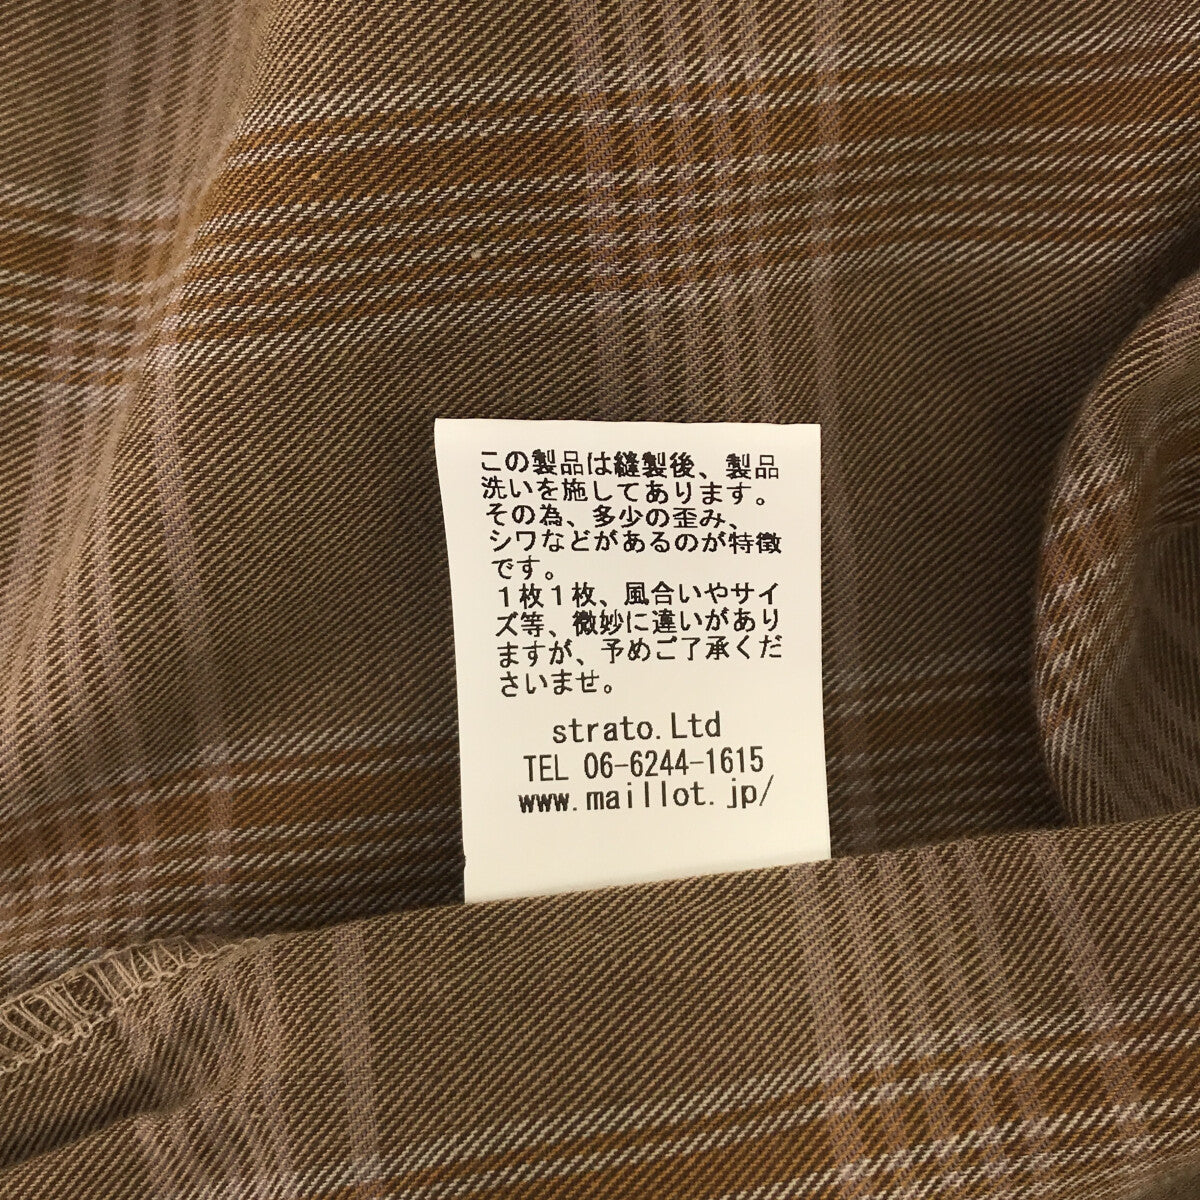 この製品は縫製後、製品
洗いを施してあります。
その為、多少の歪み、
シワなどがあるのが特徴
です。
１枚１枚、風合いやサイ
ズ等、微妙に違いがあり
ますが、予めご了承くだ
さいませ。
strato.Ltd
TEL 06-6244-1615
www.maillot.jp/